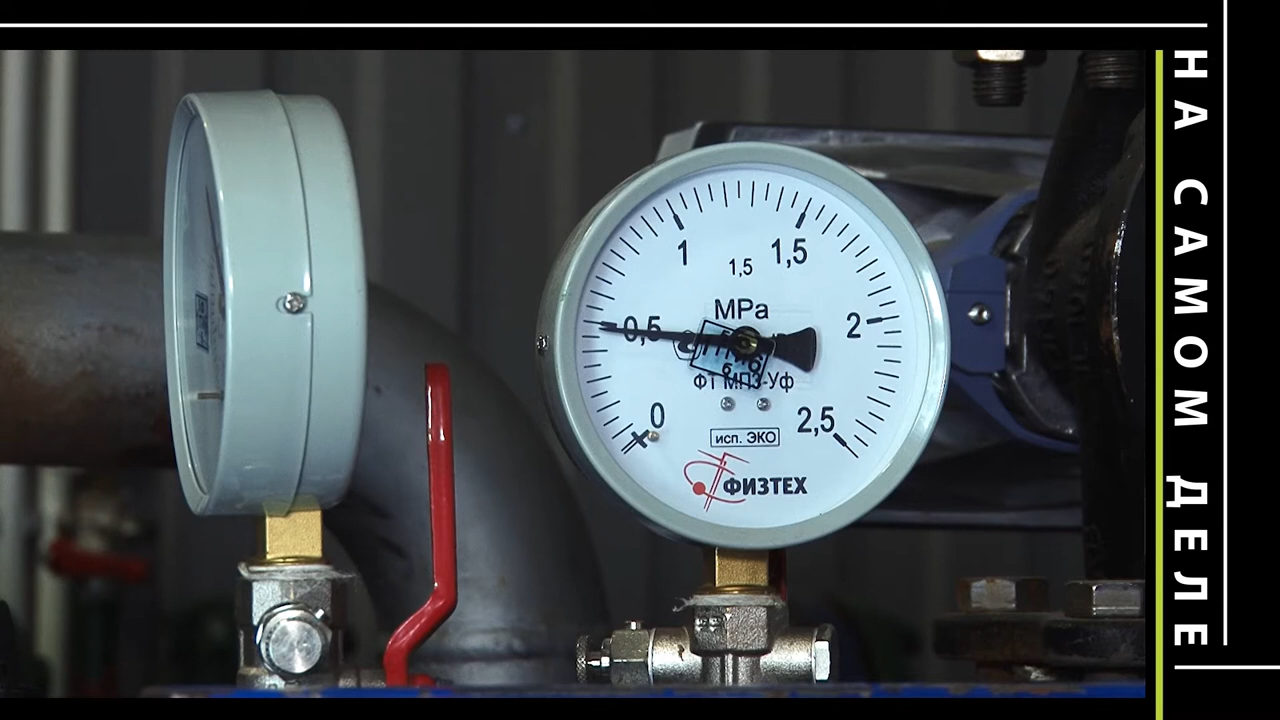 1
1,5
1,5
MPa
0,5
2
ФТ МПЗ-Уф
0
2,5
исп. ЭКО
ФИЗТЕХ
НА САМОМ ДЕЛЕ